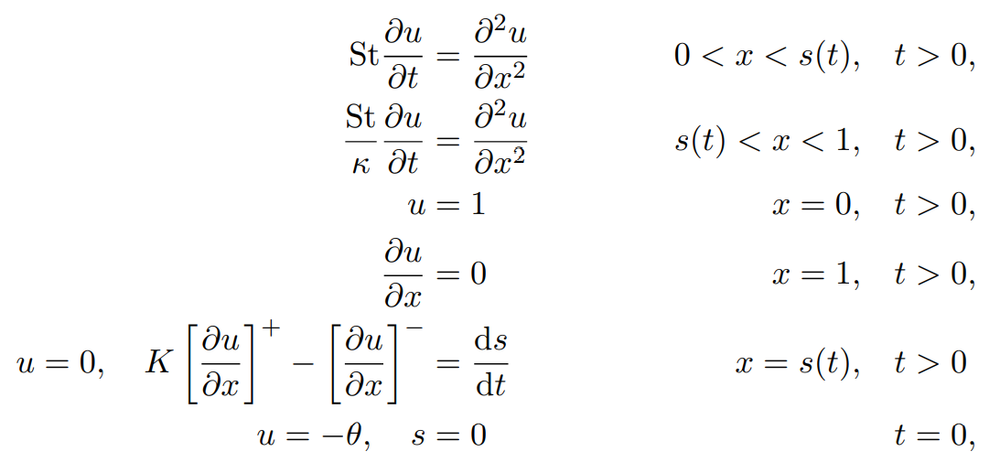 St ∂u/∂t = ∂²u/∂x² 0 < x < s(t), t > 0,
St/κ ∂u/∂t = ∂²u/∂x² s(t) < x < 1, t > 0,
u = 1 x = 0, t > 0,
∂u/∂x = 0 x = 1, t > 0,
u = 0, K [∂u/∂x]⁺ − [∂u/∂x]⁻ = ds/dt x = s(t), t > 0
u = −θ, s = 0 t = 0,